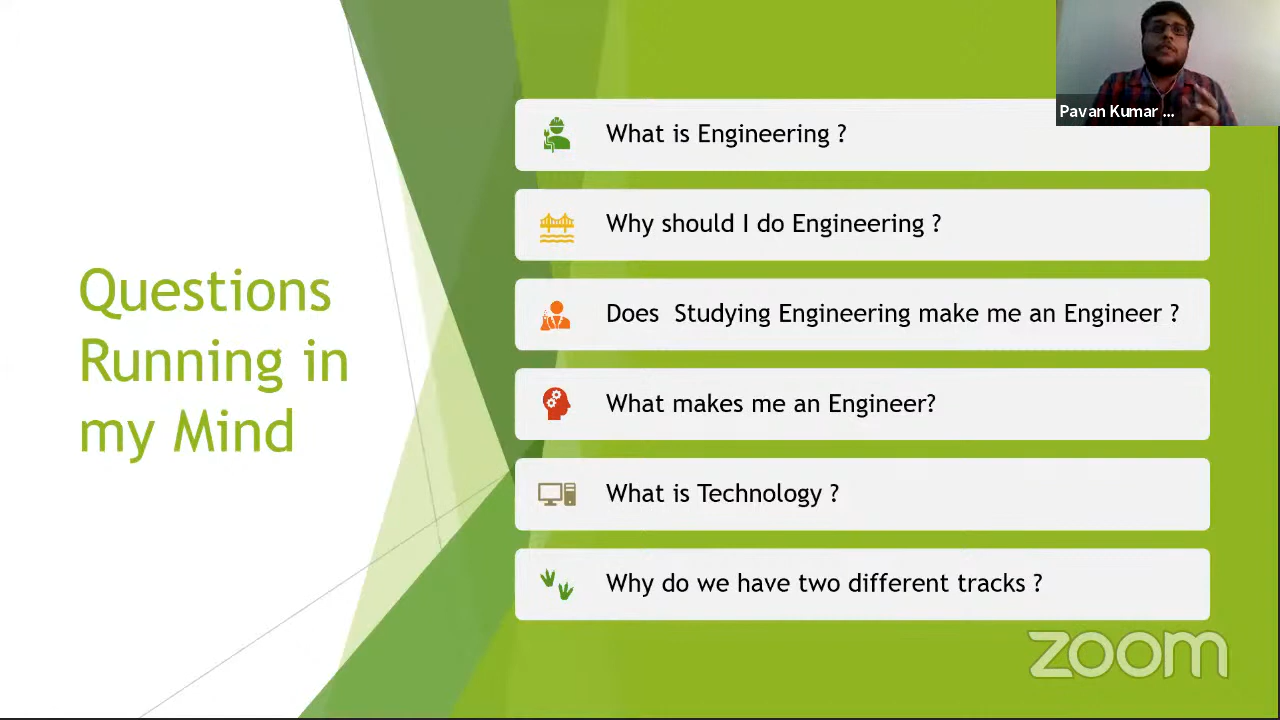 Questions
Running in
my Mind
What is Engineering ?
Why should I do Engineering ?
Does  Studying Engineering make me an Engineer ?
What makes me an Engineer?
What is Technology ?
Why do we have two different tracks ?
Pavan Kumar ...
zoom